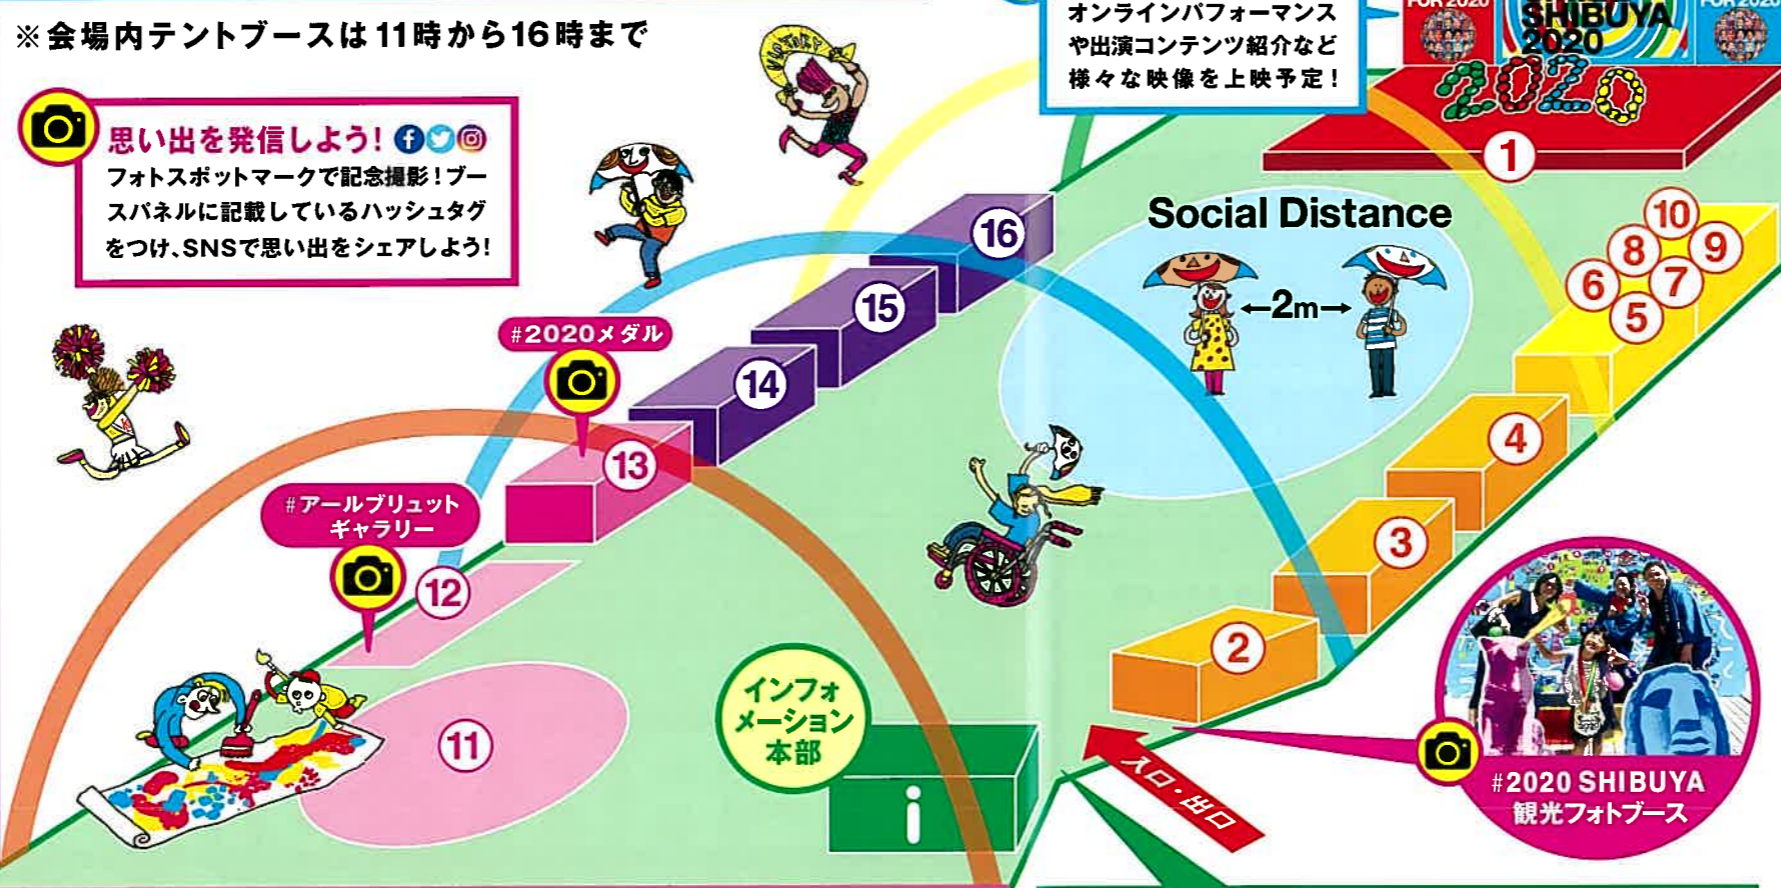 ※会場内テントブースは11時から16時まで
オンラインパフォーマンス
や出演コンテンツ紹介など
様々な映像を上映予定!
FOR 2020
SHIBUYA
2020
FOR 2020
2020
1
思い出を発信しよう!
フォトスポットマークで記念撮影!ブー
スパネルに記載しているハッシュタグ
をつけ、SNSで思い出をシェアしよう!
VICTORY
Social Distance
←2m→
16
15
14
13
12
11
10
9
8
7
6
5
4
3
2
#2020メダル
#アールブリュット
ギャラリー
インフォ
メーション
本部
i
入口・出口
#2020 SHIBUYA
観光フォトブース